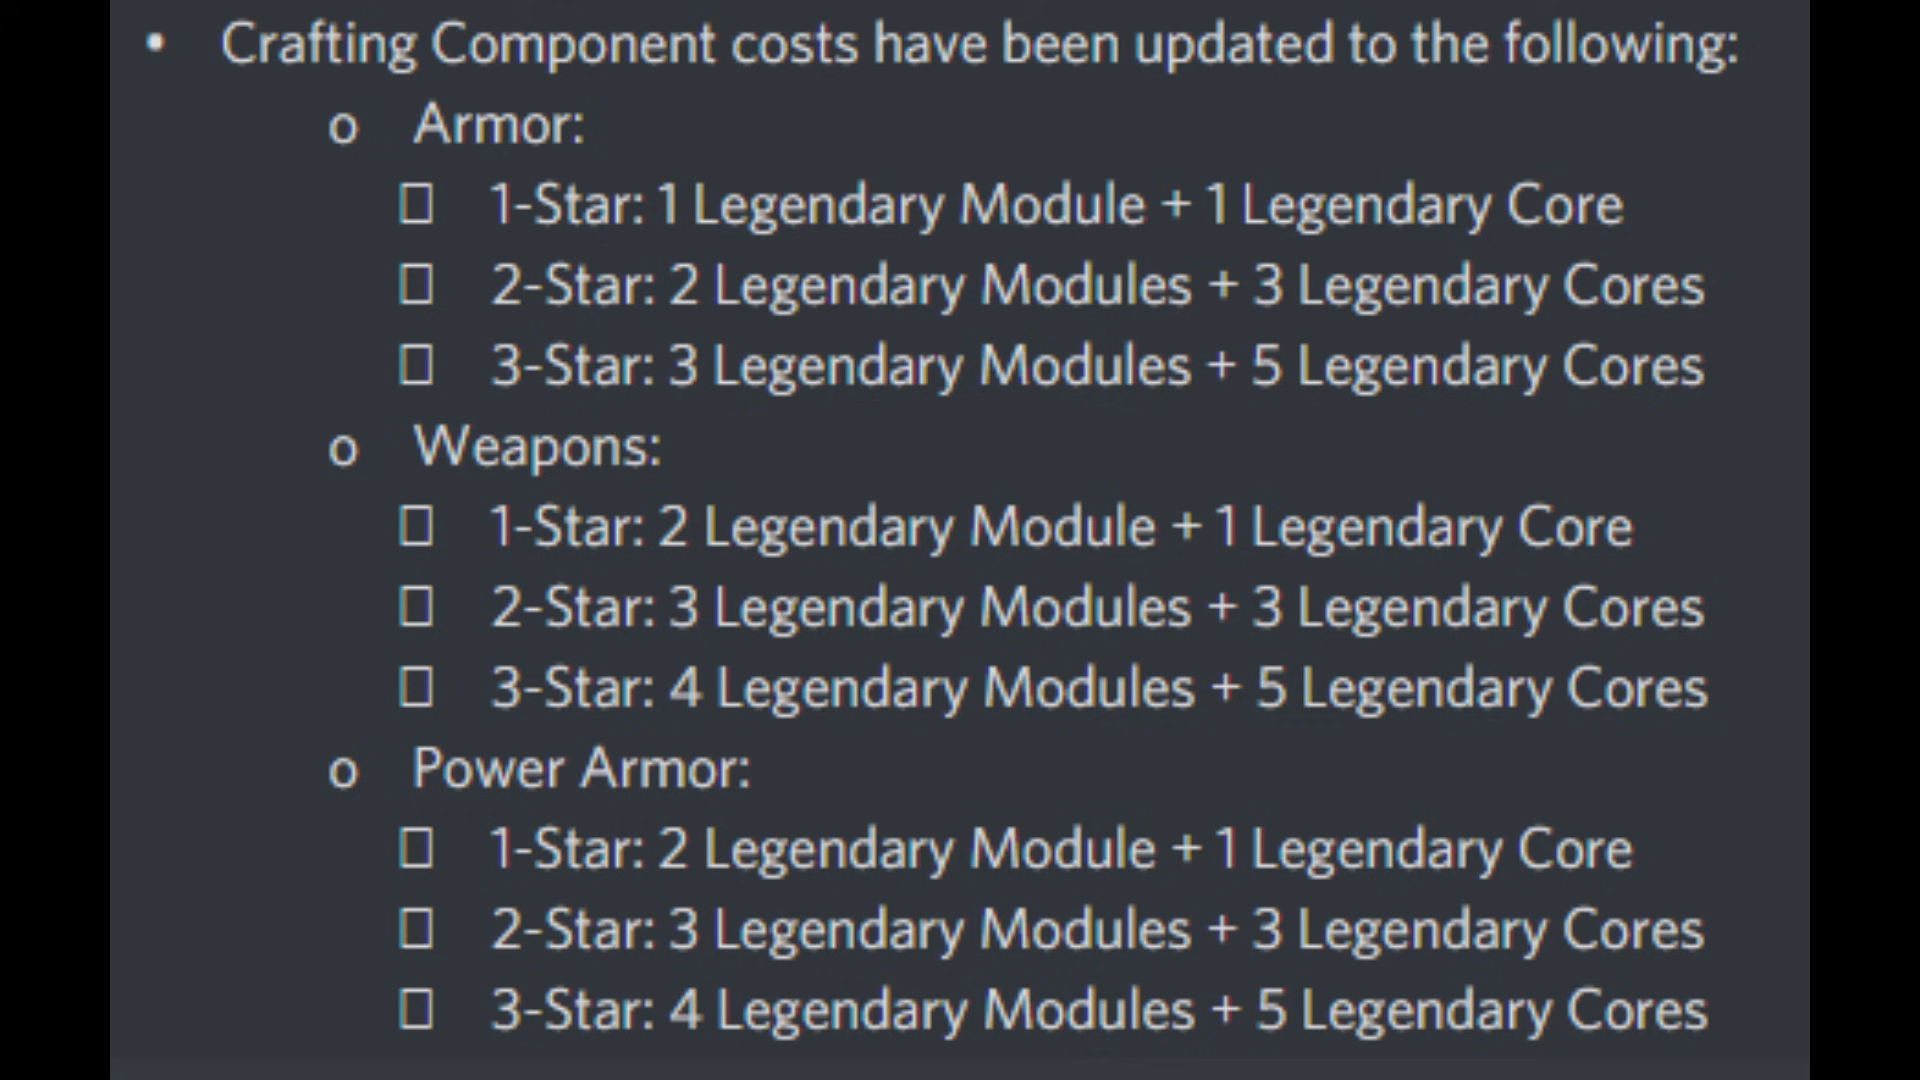 • Crafting Component costs have been updated to the following:
o Armor:
□ 1-Star: 1 Legendary Module + 1 Legendary Core
□ 2-Star: 2 Legendary Modules + 3 Legendary Cores
□ 3-Star: 3 Legendary Modules + 5 Legendary Cores
o Weapons:
□ 1-Star: 2 Legendary Module + 1 Legendary Core
□ 2-Star: 3 Legendary Modules + 3 Legendary Cores
□ 3-Star: 4 Legendary Modules + 5 Legendary Cores
o Power Armor:
□ 1-Star: 2 Legendary Module + 1 Legendary Core
□ 2-Star: 3 Legendary Modules + 3 Legendary Cores
□ 3-Star: 4 Legendary Modules + 5 Legendary Cores